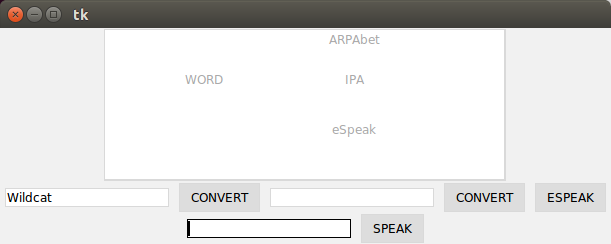 tk
ARPAbet
WORD IPA
eSpeak
Wildcat CONVERT CONVERT ESPEAK
SPEAK